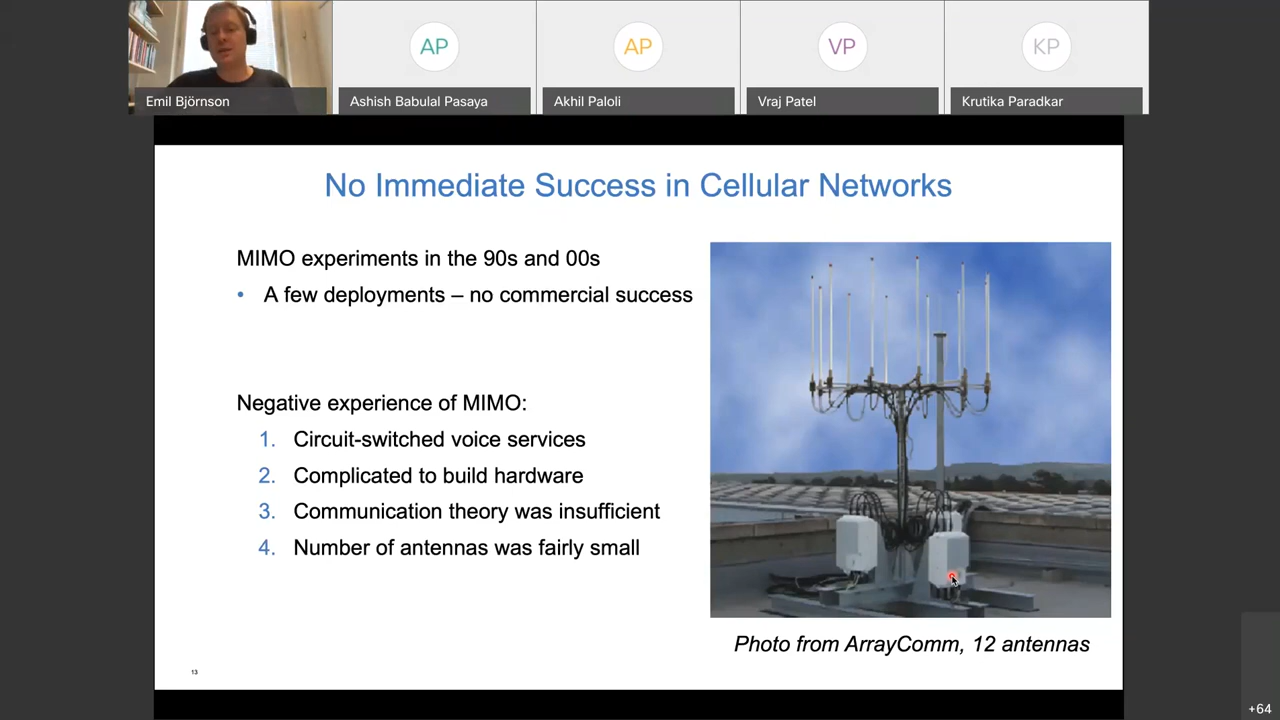 AP
AP
VP
KP
Emil Björnson
Ashish Babulal Pasaya
Akhil Paloli
Vraj Patel
Krutika Paradkar
No Immediate Success in Cellular Networks
MIMO experiments in the 90s and 00s
• A few deployments – no commercial success
Negative experience of MIMO:
1. Circuit-switched voice services
2. Complicated to build hardware
3. Communication theory was insufficient
4. Number of antennas was fairly small
Photo from ArrayComm, 12 antennas
13
+64